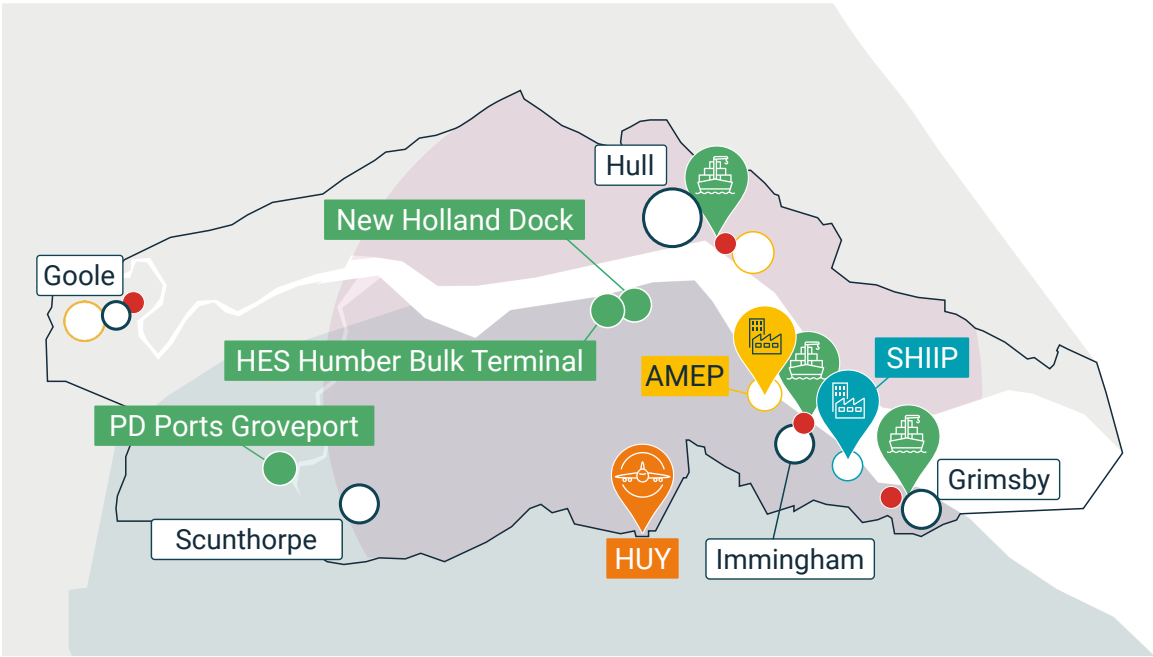 Hull
New Holland Dock
Goole
HES Humber Bulk Terminal
SHIIP
AMEP
PD Ports Groveport
Grimsby
Scunthorpe
HUY
Immingham